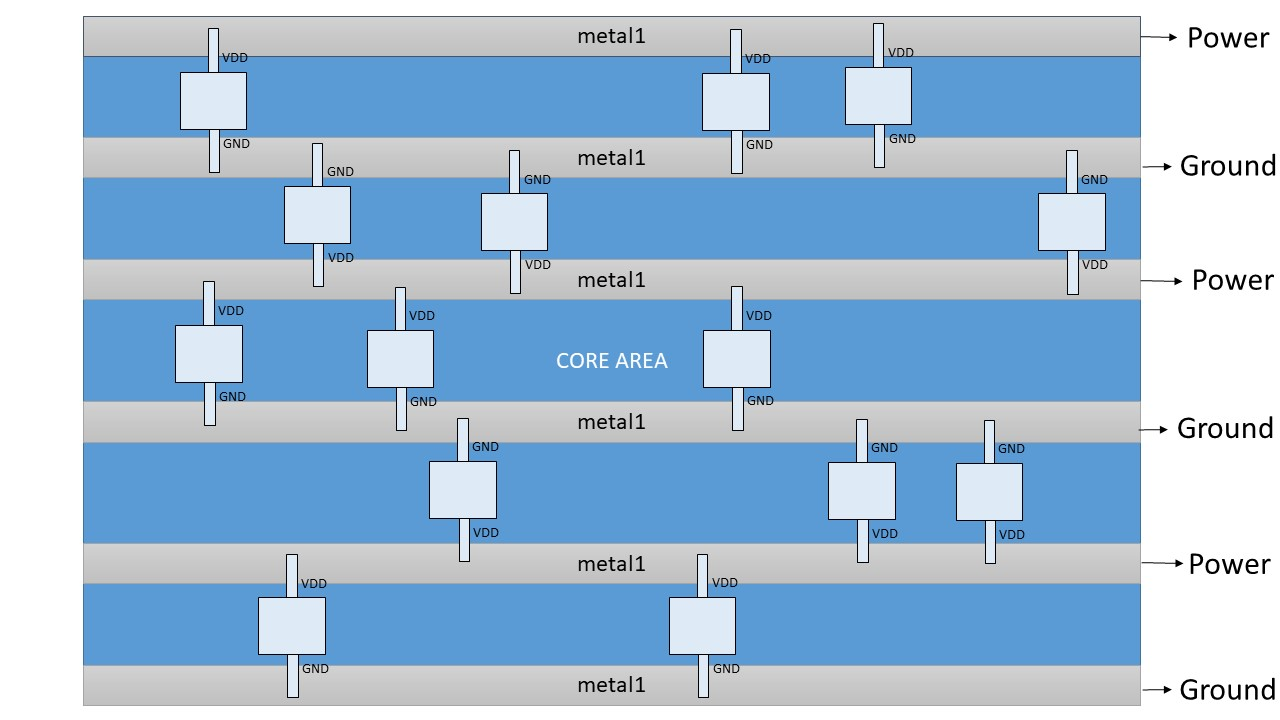 metal1
Power
VDD
VDD
VDD
GND
GND
GND
metal1
Ground
GND
GND
GND
VDD
VDD
VDD
metal1
Power
VDD
VDD
VDD
CORE AREA
GND
GND
GND
metal1
Ground
GND
GND
GND
VDD
VDD
VDD
metal1
Power
VDD
VDD
GND
GND
metal1
Ground